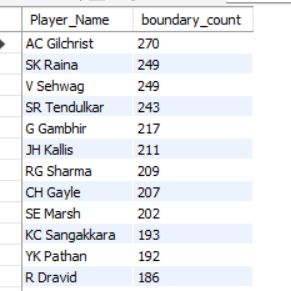 Player_Name boundary_count
AC Gilchrist 270
SK Raina 249
V Sehwag 249
SR Tendulkar 243
G Gambhir 217
JH Kallis 211
RG Sharma 209
CH Gayle 207
SE Marsh 202
KC Sangakkara 193
YK Pathan 192
R Dravid 186